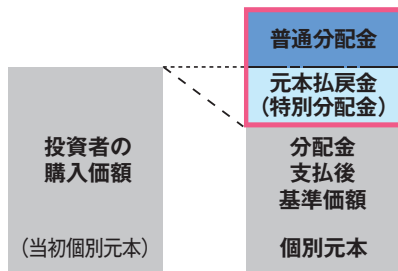 普通分配金
元本払戻金
（特別分配金）
投資者の
購入価額
（当初個別元本）
分配金
支払後
基準価額
個別元本